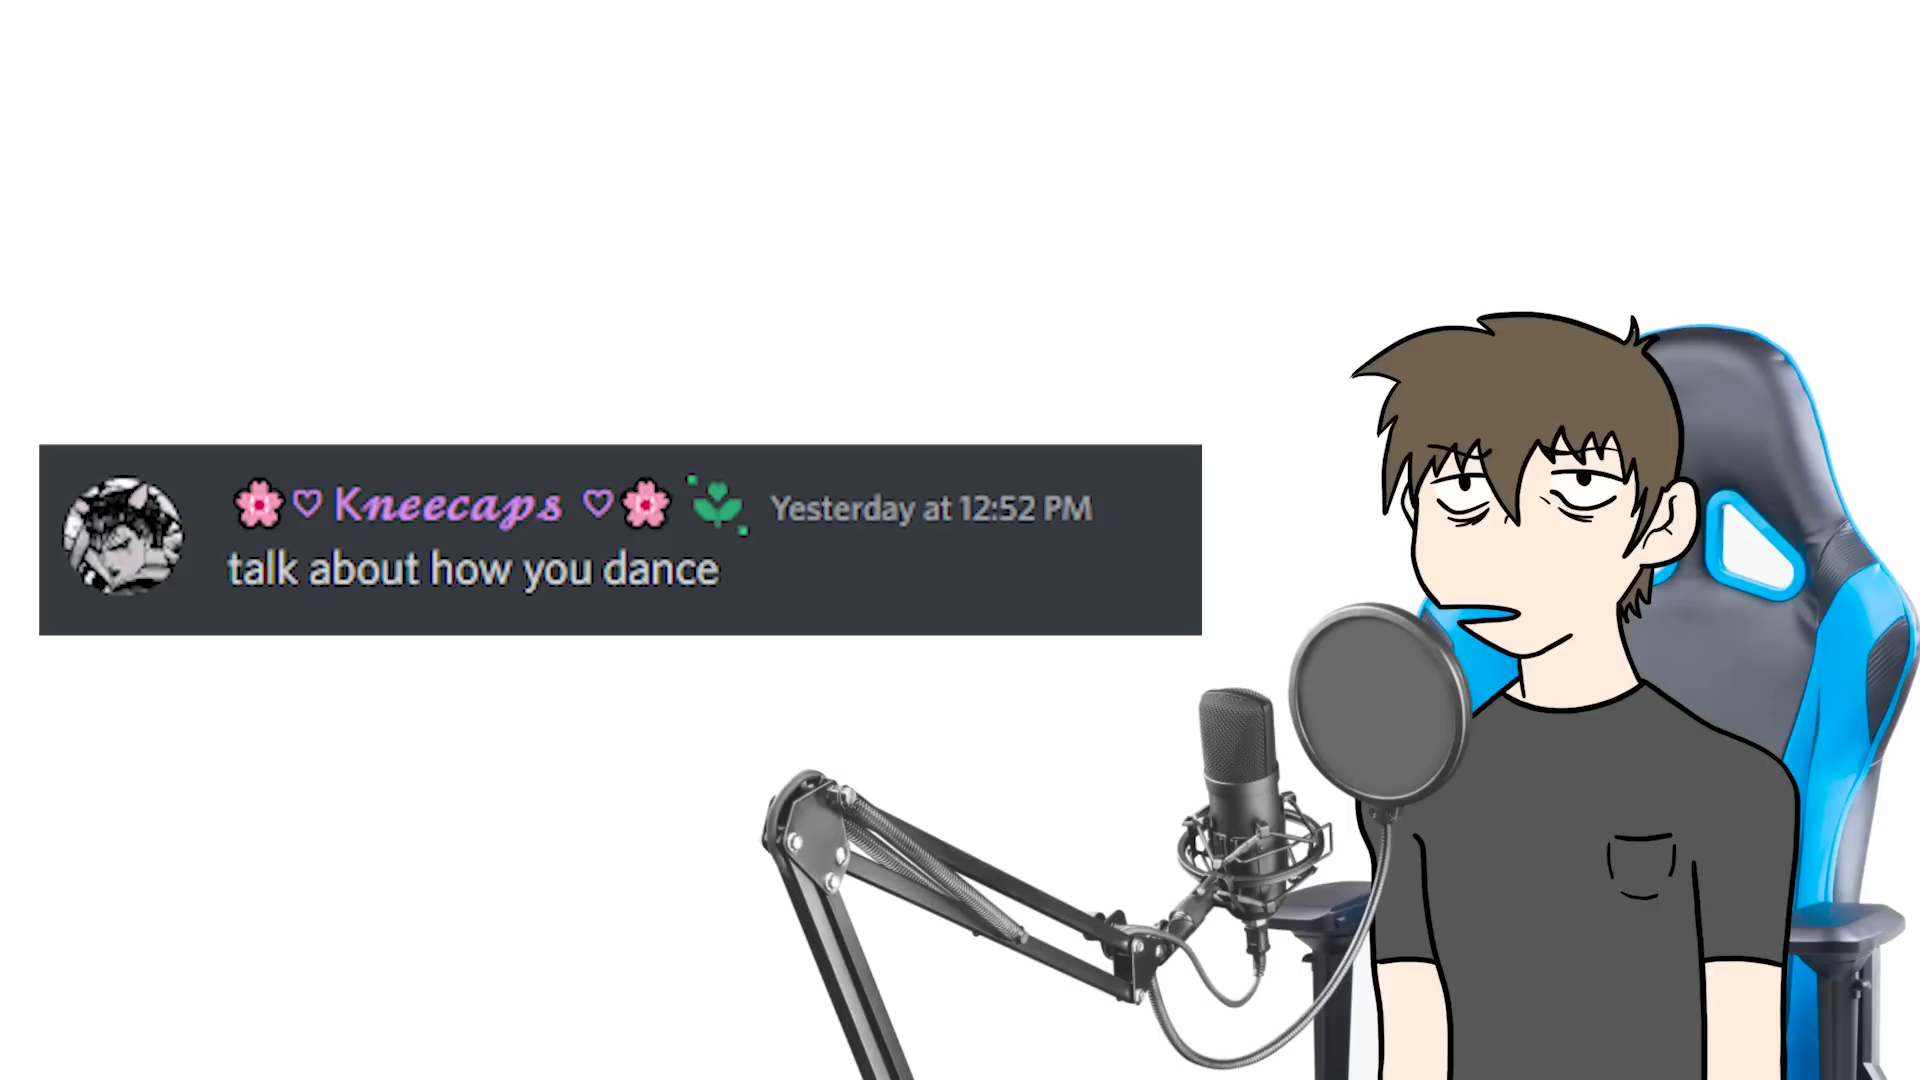 🌸♡ K𝓷𝓮𝓮𝓬𝓪𝓹𝓼 ♡🌸 Yesterday at 12:52 PM
talk about how you dance